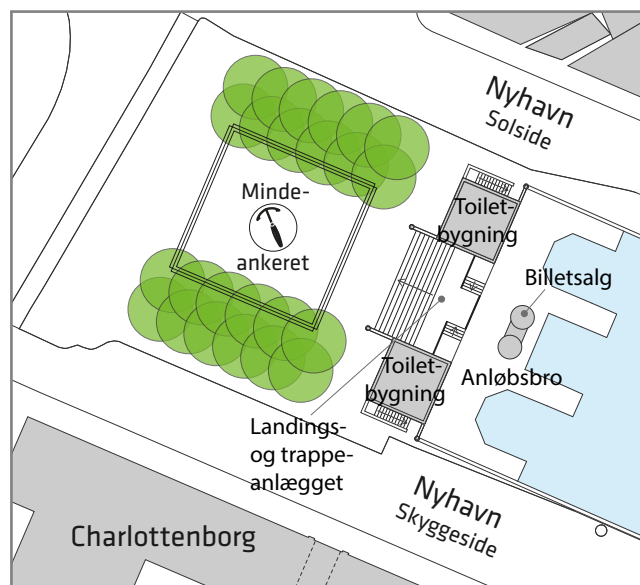 Nyhavn
Solside
Minde-
ankeret
Toilet-
bygning
Billetsalg
Anløbsbro
Toilet-
bygning
Landings-
og trappe-
anlægget
Nyhavn
Skyggeside
Charlottenborg